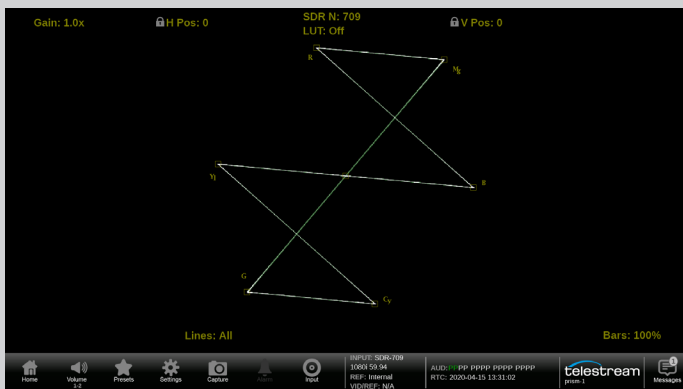 Gain: 1.0x
H Pos: 0
SDR N: 709
LUT: Off
V Pos: 0
R
Mg
Yl
B
G
Cy
Lines: All
Bars: 100%
Home
Volume
1-2
Presets
Settings
Capture
Alarm
Input
INPUT: SDR-709
1080i 59.94
REF: Internal
VID/REF: N/A
AUD:PPPP PPPP PPPP PPPP
RTC: 2020-04-15 13:31:02
telestream
prism-1
1
Messages